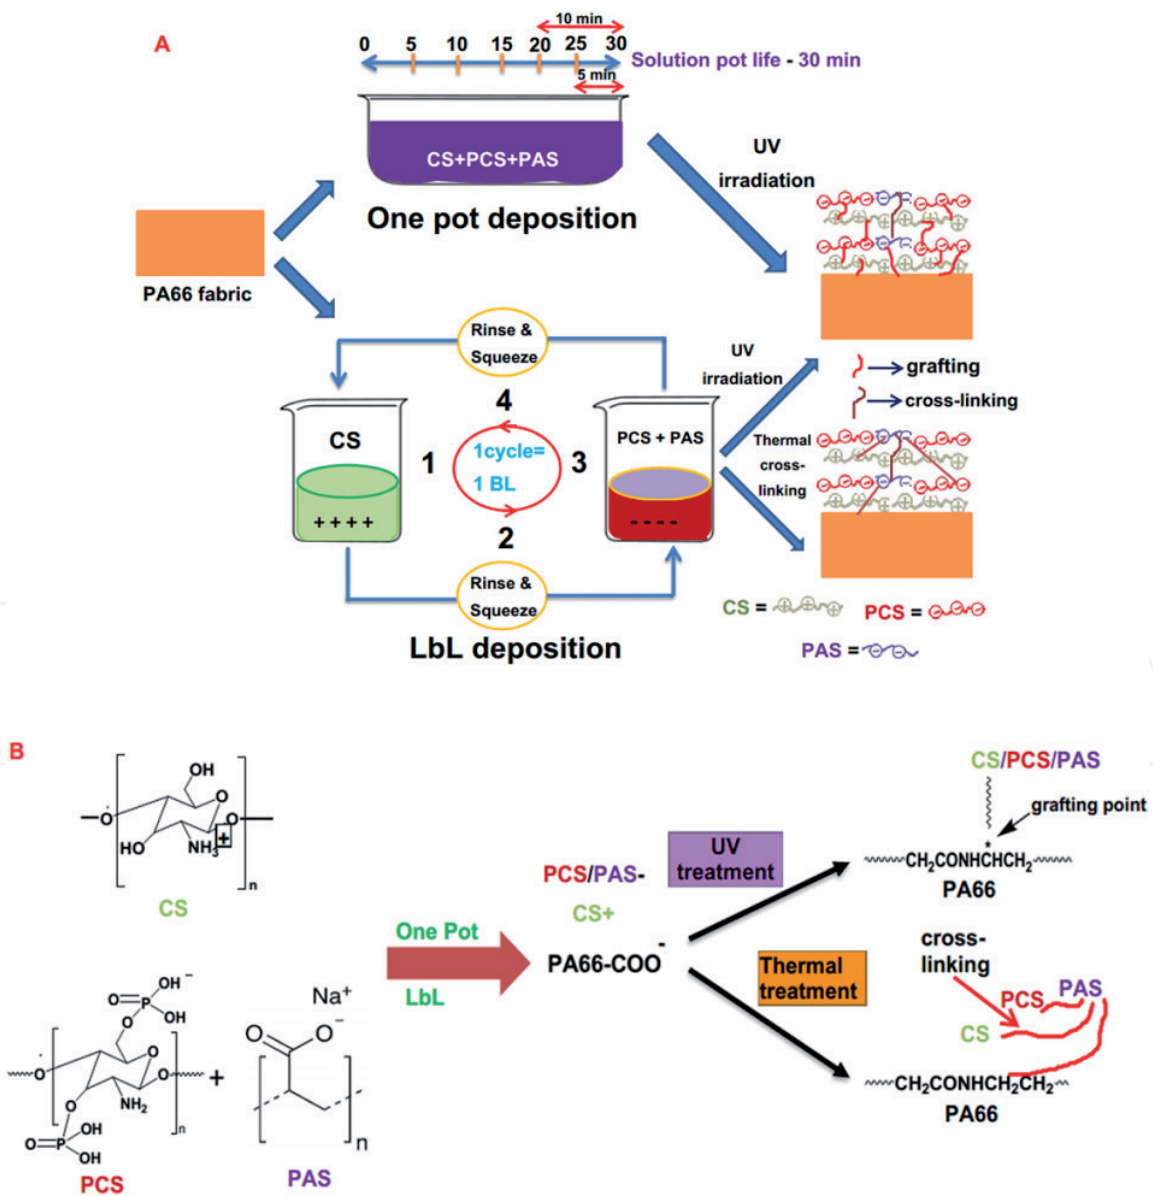 A
10 min
0 5 10 15 20 25 30
Solution pot life - 30 min
5 min
CS+PCS+PAS
One pot deposition
UV
irradiation
PA66 fabric
Rinse &
Squeeze
4
CS
+ + + +
1
1cycle=
1 BL
3
PCS + PAS
- - - -
2
Rinse &
Squeeze
LbL deposition
UV
irradiation
Thermal
cross-
linking
grafting
cross-linking
CS =
PCS =
PAS =
B
OH
O
O
O
HO
NH3+
n
CS
OH-
O=P
OH
O
O
O
O
O
NH2
n
O=P
OH
OH
PCS
+
Na+
O
O-
n
PAS
One Pot
LbL
PCS/PAS-
CS+
PA66-COO-
UV
treatment
Thermal
treatment
CS/PCS/PAS
grafting point
*
CH2CONHCHCH2
PA66
cross-
linking
PCS
PAS
CS
CH2CONHCH2CH2
PA66